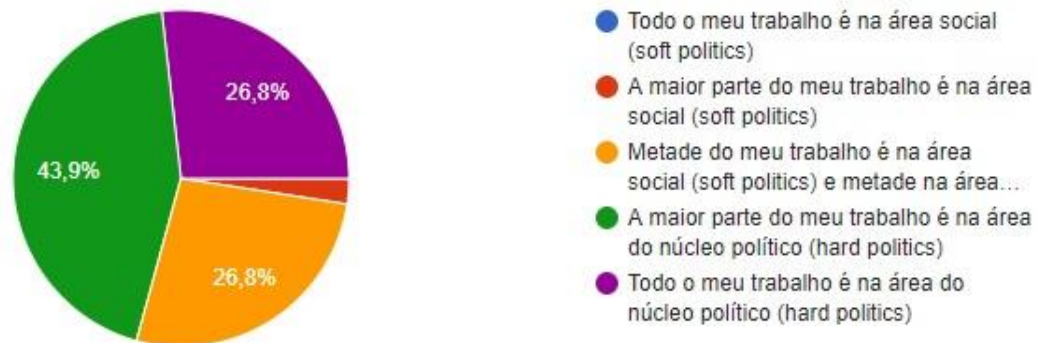 26,8%
43,9%
26,8%
Todo o meu trabalho é na área social
(soft politics)
A maior parte do meu trabalho é na área
social (soft politics)
Metade do meu trabalho é na área
social (soft politics) e metade na área…
A maior parte do meu trabalho é na área
do núcleo político (hard politics)
Todo o meu trabalho é na área do
núcleo político (hard politics)